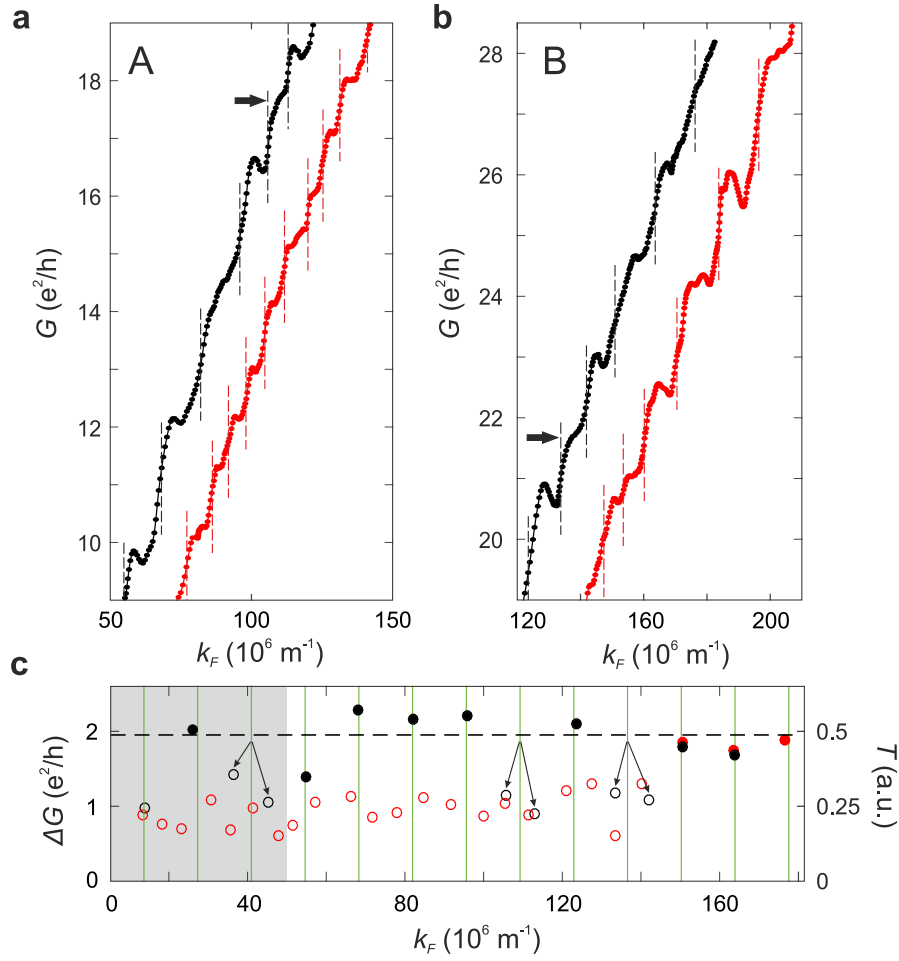 a
b
A
B
18
16
14
12
10
G (e²/h)
50
100
150
k_F (10⁶ m⁻¹)
28
26
24
22
20
G (e²/h)
120
160
200
k_F (10⁶ m⁻¹)
c
2
1
0
ΔG (e²/h)
0.5
0.25
0
T (a.u.)
0
40
80
120
160
k_F (10⁶ m⁻¹)